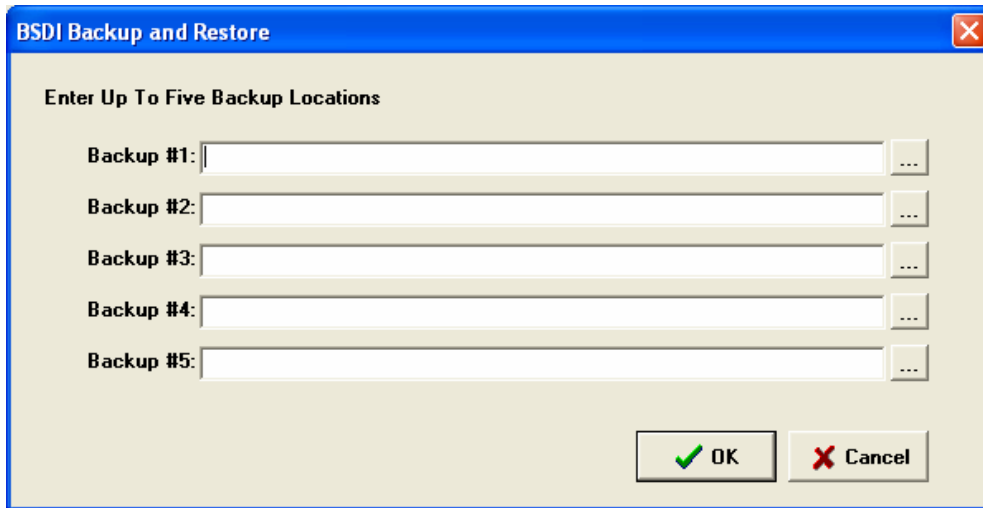 BSDI Backup and Restore
Enter Up To Five Backup Locations
Backup #1: ...
Backup #2: ...
Backup #3: ...
Backup #4: ...
Backup #5: ...
OK Cancel